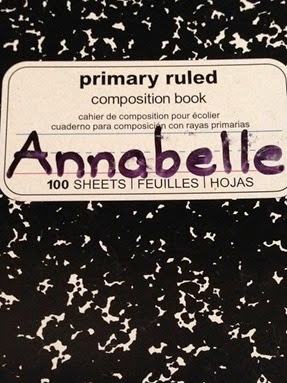 primary ruled
composition book
cahier de composition pour écolier
cuaderno para composición con rayas primarias
Annabelle
100 SHEETS | FEUILLES | HOJAS